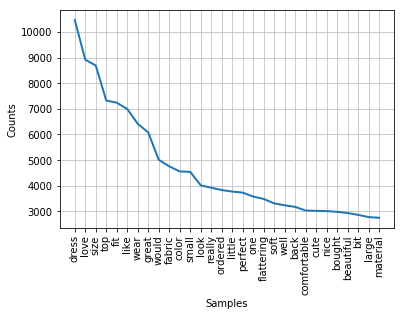 10000
9000
8000
7000
6000
5000
4000
3000
Counts
dress
love
size
top
fit
like
wear
great
would
fabric
color
small
look
really
ordered
little
perfect
one
flattering
soft
well
back
comfortable
cute
nice
bought
beautiful
bit
large
material
Samples